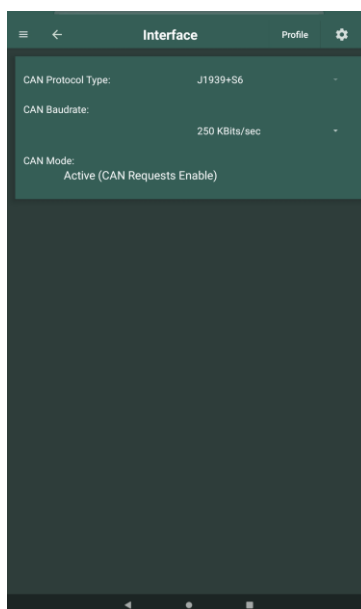 Interface
Profile
CAN Protocol Type: J1939+S6
CAN Baudrate:
250 KBits/sec
CAN Mode:
Active (CAN Requests Enable)